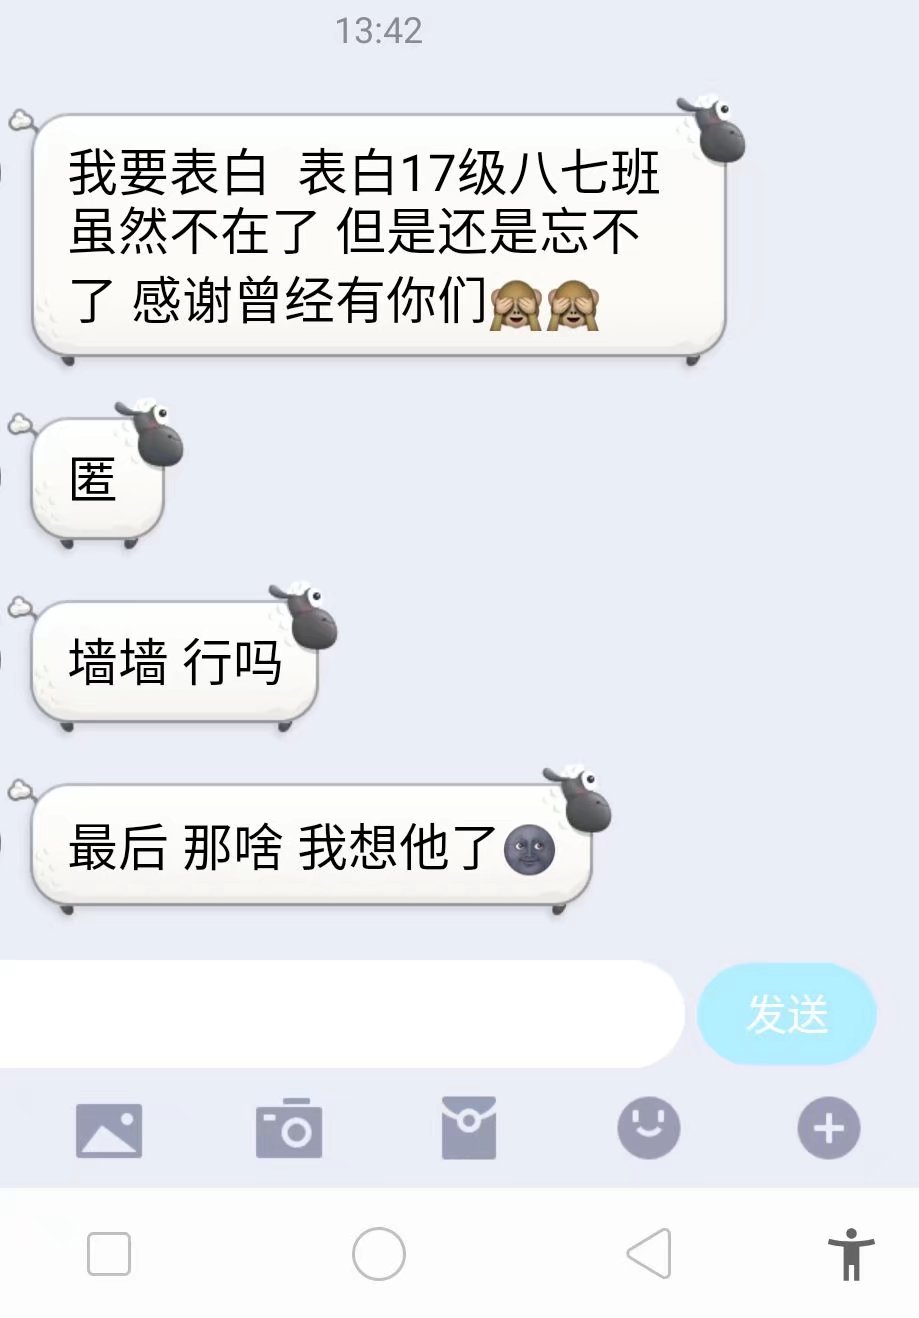 13:42
我要表白 表白17级八七班
虽然不在了 但是还是忘不
了 感谢曾经有你们🙈🙈
匿
墙墙 行吗
最后 那啥 我想他了🌚
发送